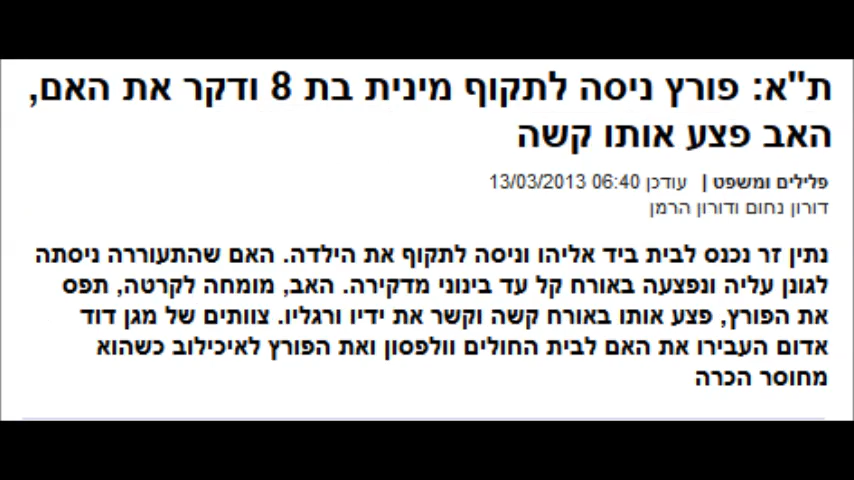 ת"א: פורץ ניסה לתקוף מינית בת 8 ודקר את האם,
האב פצע אותו קשה
פלילים ומשפט | עודכן 06:40 13/03/2013
דורון נחום ודורון הרמן
נתין זר נכנס לבית ביד אליהו וניסה לתקוף את הילדה. האם שהתעוררה ניסתה
לגונן עליה ונפצעה באורח קל עד בינוני מדקירה. האב, מומחה לקרטה, תפס
את הפורץ, פצע אותו באורח קשה וקשר את ידיו ורגליו. צוותים של מגן דוד
אדום העבירו את האם לבית החולים וולפסון ואת הפורץ לאיכילוב כשהוא
מחוסר הכרה